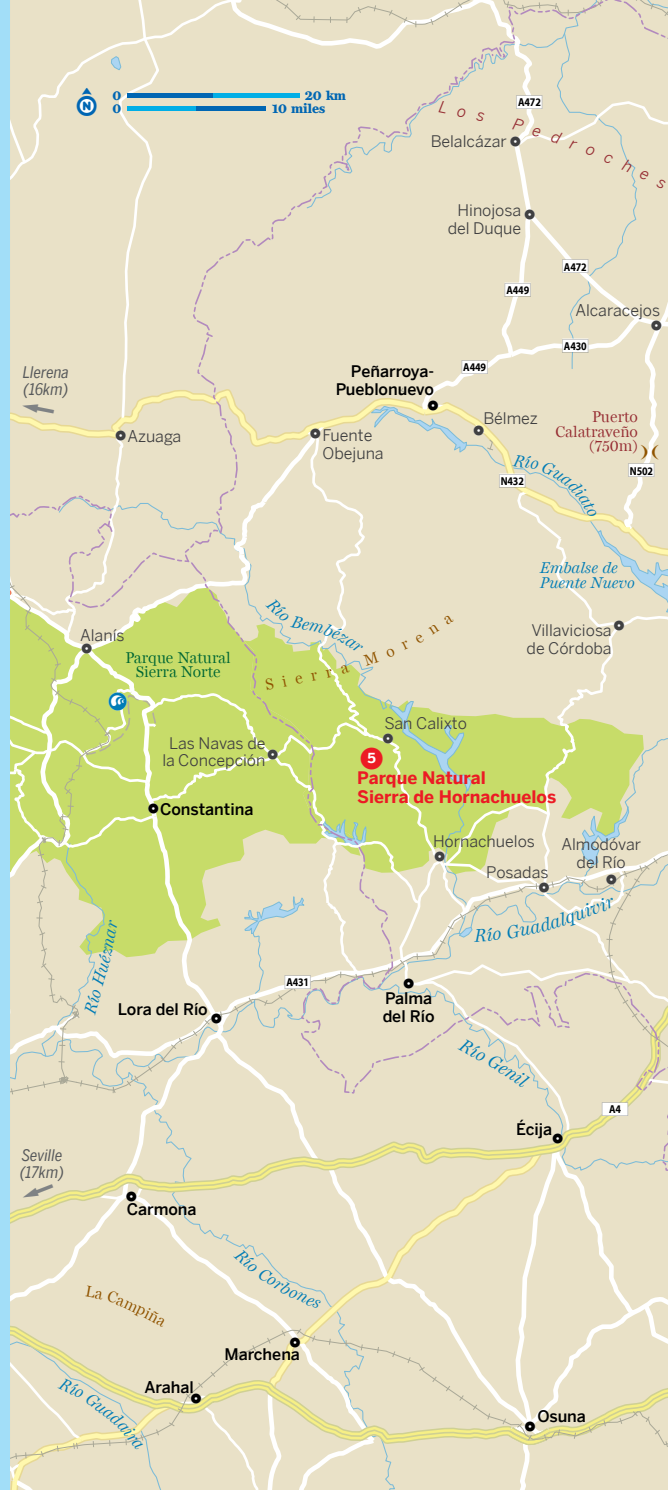 0 20 km
0 10 miles
N
A472
Los Pedroches
Belalcázar
Hinojosa
del Duque
A472
A449
Alcaracejos
A430
A449
Llerena
(16km)
Peñarroya-
Pueblonuevo
Azuaga
Fuente
Obejuna
Bélmez
Puerto
Calatraveño
(750m)
N502
Río Guadiato
N432
Embalse de
Puente Nuevo
Río Bembézar
Sierra Morena
Villaviciosa
de Córdoba
Alanís
Parque Natural
Sierra Norte
San Calixto
Las Navas de
la Concepción
5
Parque Natural
Sierra de Hornachuelos
Constantina
Hornachuelos
Almodóvar
del Río
Posadas
Río Guadalquivir
Río Huéznar
A431
Palma
del Río
Lora del Río
Río Genil
A4
Écija
Seville
(17km)
Carmona
Río Corbones
La Campiña
Marchena
Arahal
Río Guadaira
Osuna